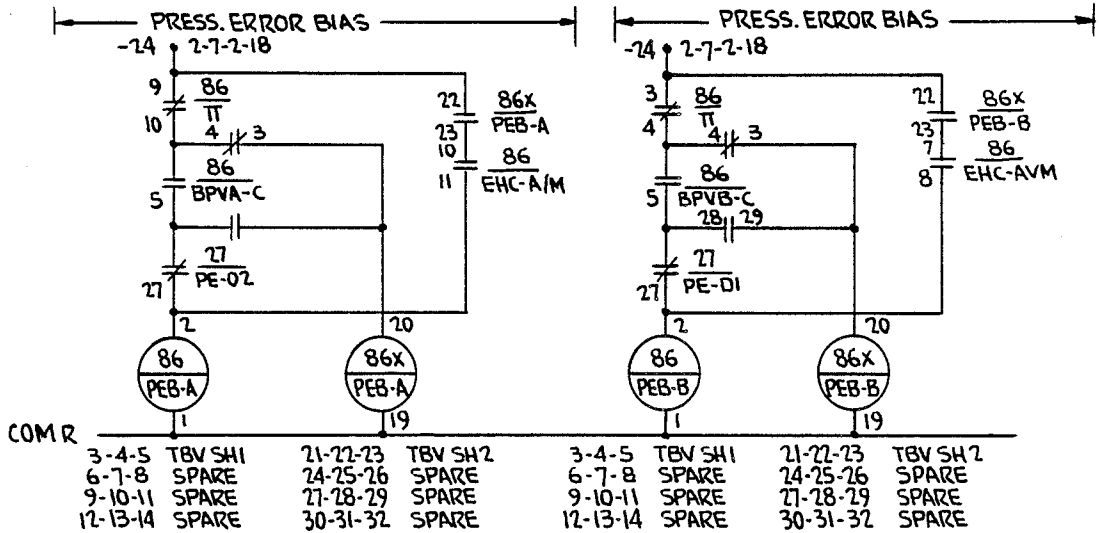 PRESS. ERROR BIAS
-24 2-7-2-18
9 86
TT
10
4 3
86
BPVA-C
5
27
PE-02
27
22 86X
PEB-A
23
10 86
EHC-A/M
11
2 20
86
PEB-A
86X
PEB-A
1 19
PRESS. ERROR BIAS
-24 2-7-2-18
3 86
TT
4
4 3
86
BPVB-C
5
28 29
27
PE-D1
27
22 86X
PEB-B
23
7 86
EHC-AVM
8
2 20
86
PEB-B
86X
PEB-B
1 19
COM R
3-4-5 TBV SH1 21-22-23 TBV SH2 3-4-5 TBV SH1 21-22-23 TBV SH2
6-7-8 SPARE 24-25-26 SPARE 6-7-8 SPARE 24-25-26 SPARE
9-10-11 SPARE 27-28-29 SPARE 9-10-11 SPARE 27-28-29 SPARE
12-13-14 SPARE 30-31-32 SPARE 12-13-14 SPARE 30-31-32 SPARE